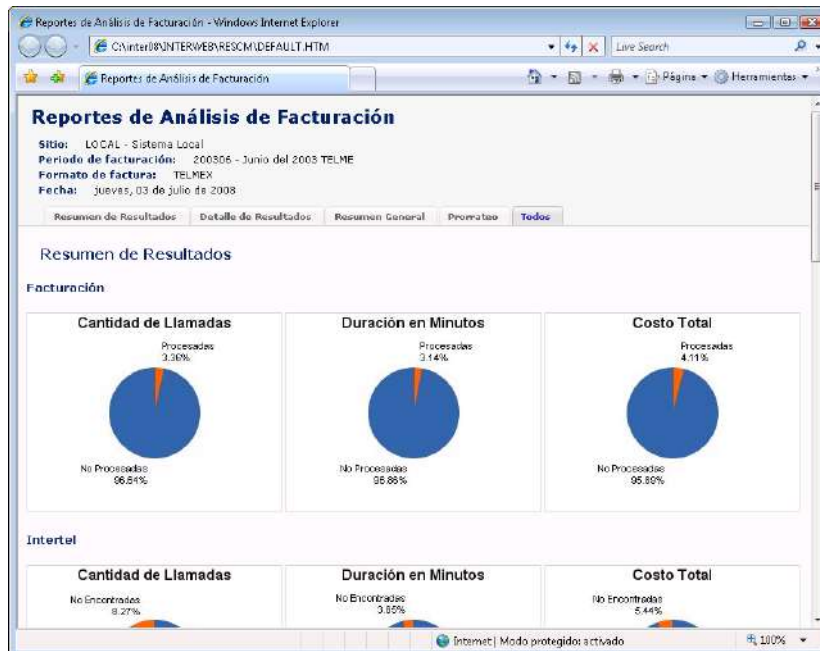 Reportes de Análisis de Facturación - Windows Internet Explorer
C:\inter08\INTERWEB\RESCM\DEFAULT.HTM
Live Search
Reportes de Análisis de Facturación
Página
Herramientas
Reportes de Análisis de Facturación
Sitio: LOCAL - Sistema Local
Periodo de facturación: 200306 - Junio del 2003 TELME
Formato de factura: TELMEX
Fecha: jueves, 03 de julio de 2008
Resumen de Resultados Detalle de Resultados Resumen General Prorrateo Todos
Resumen de Resultados
Facturación
Cantidad de Llamadas Duración en Minutos Costo Total
Procesadas Procesadas Procesadas
3.36% 3.14% 4.11%
No Procesadas No Procesadas No Procesadas
96.64% 96.86% 95.89%
Intertel
Cantidad de Llamadas Duración en Minutos Costo Total
No Encontradas No Encontradas No Encontradas
8.27% 3.85% 5.44%
Internet | Modo protegido: activado
100%